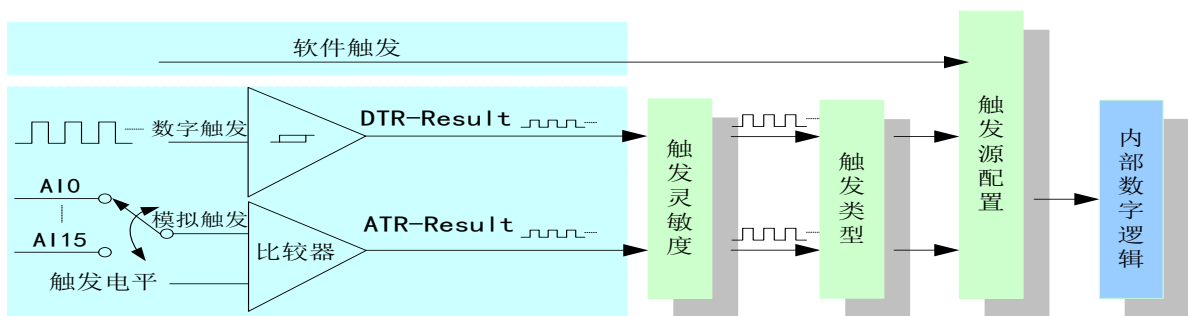 软件触发
数字触发
DTR-Result
AI0
AI15
模拟触发
触发电平
比较器
ATR-Result
触发灵敏度
触发类型
触发源配置
内部数字逻辑